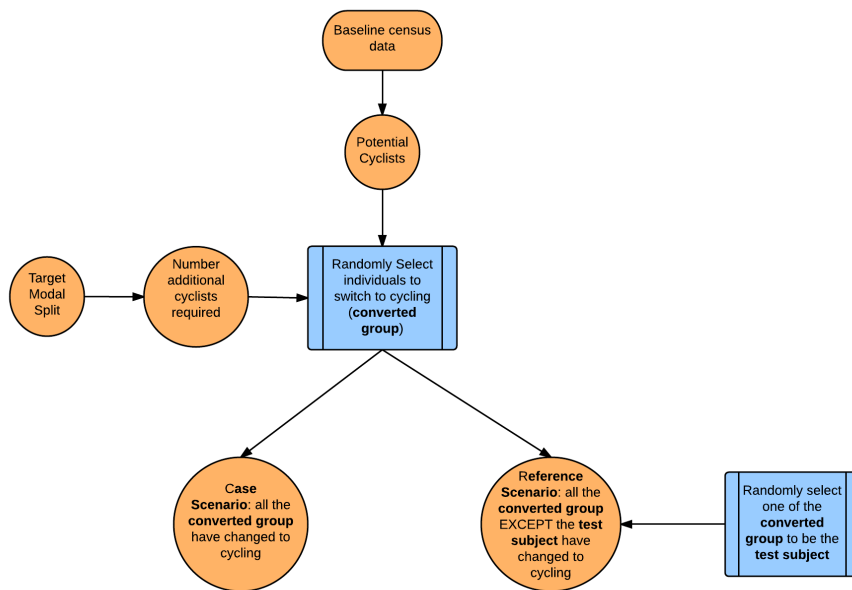 Baseline census
data
Potential
Cyclists
Target
Modal
Split
Number
additional
cyclists
required
Randomly Select
individuals to
switch to cycling
(converted
group)
Case
Scenario: all the
converted group
have changed to
cycling
Reference
Scenario: all the
converted group
EXCEPT the test
subject have
changed to
cycling
Randomly select
one of the
converted
group to be the
test subject